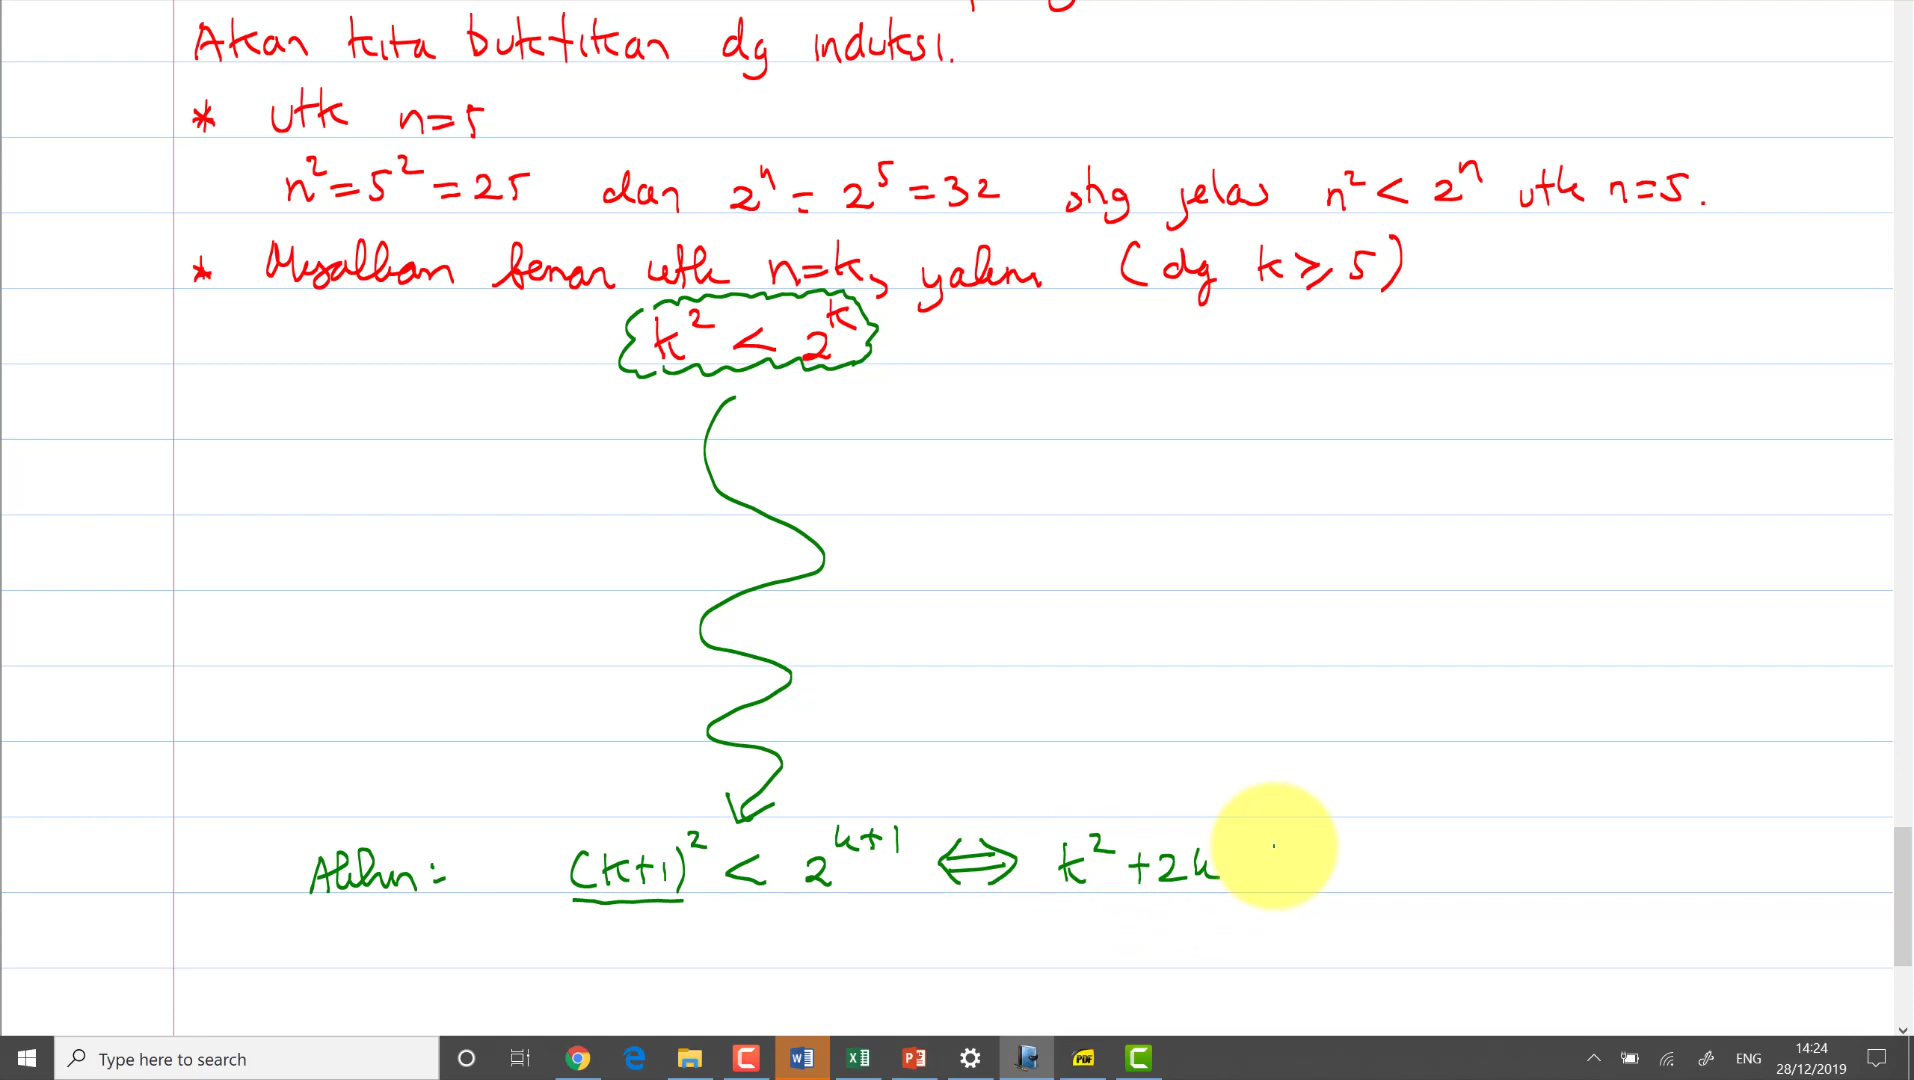 Akan kita buktikan dg induksi.
* utk n=5
n² = 5² = 25 dan 2ⁿ = 2⁵ = 32 shg jelas n² < 2ⁿ utk n=5.
* Misalkan benar utk n=k, yakni (dg k ≥ 5)
k² < 2ᵏ
(k+1)² < 2ᵏ⁺¹ ⇔ k² + 2k
Type here to search
ENG
14:24
28/12/2019